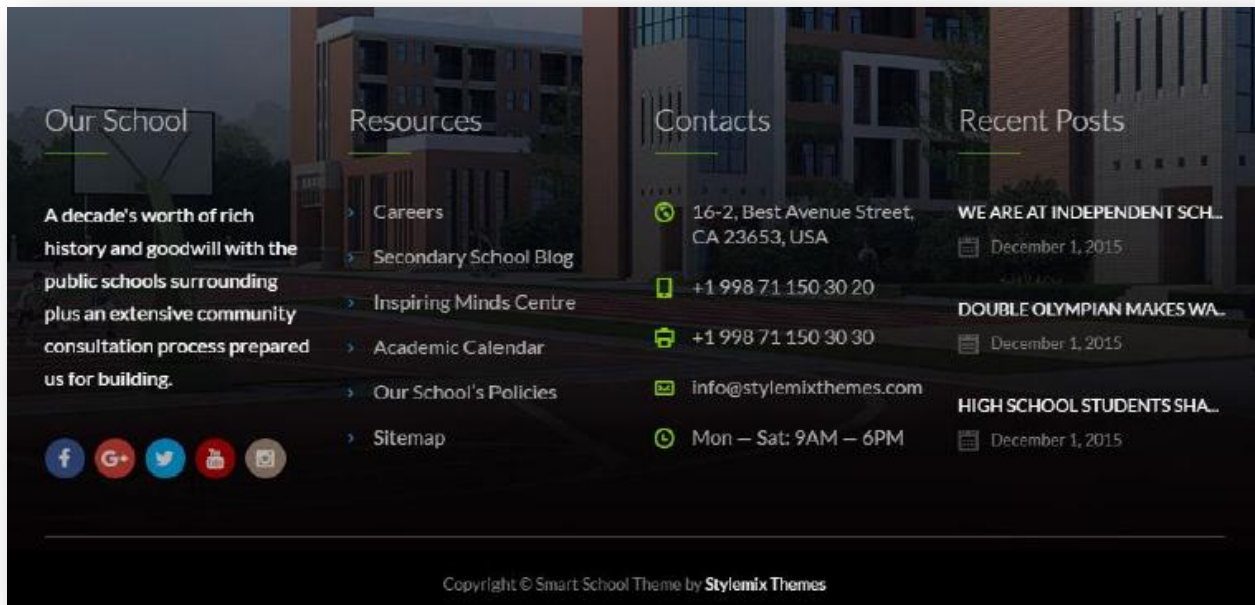 Our School
A decade's worth of rich
history and goodwill with the
public schools surrounding
plus an extensive community
consultation process prepared
us for building.
Resources
Careers
Secondary School Blog
Inspiring Minds Centre
Academic Calendar
Our School's Policies
Sitemap
Contacts
16-2, Best Avenue Street,
CA 23653, USA
+1 998 71 150 30 20
+1 998 71 150 30 30
info@stylemixthemes.com
Mon – Sat: 9AM – 6PM
Recent Posts
WE ARE AT INDEPENDENT SCH...
December 1, 2015
DOUBLE OLYMPIAN MAKES WA...
December 1, 2015
HIGH SCHOOL STUDENTS SHA...
December 1, 2015
Copyright © Smart School Theme by Stylemix Themes